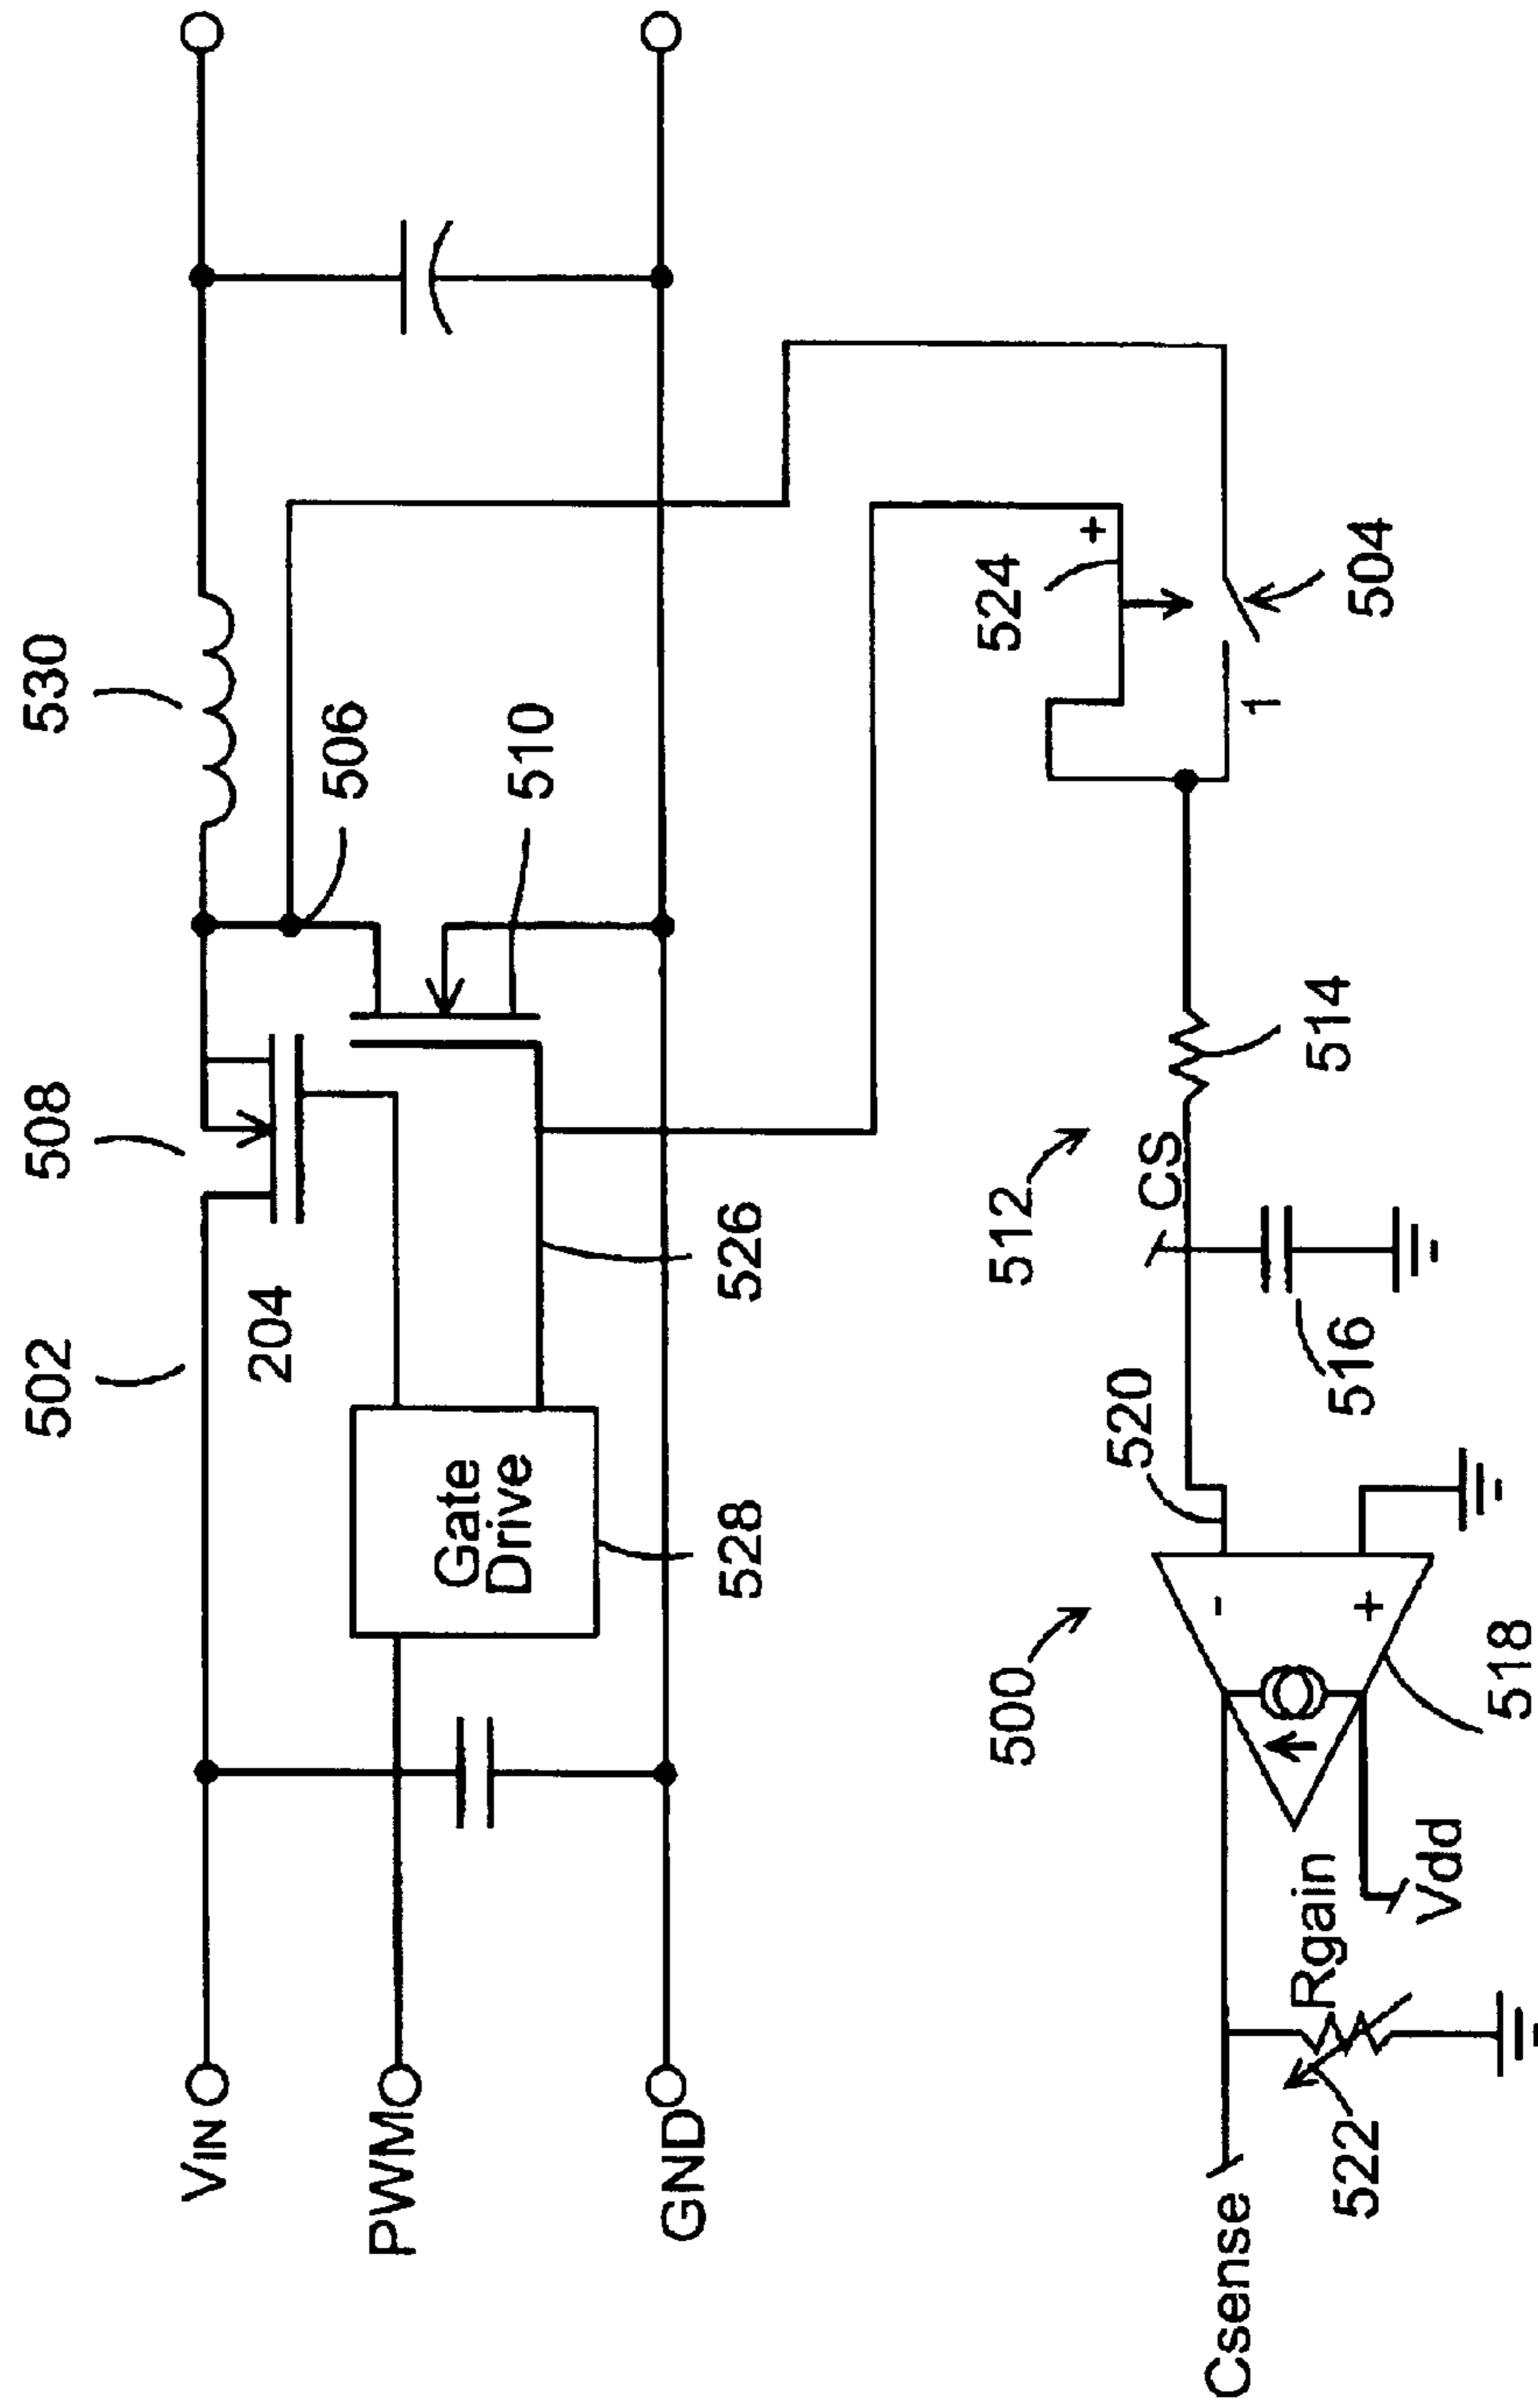 502
508
530
204
506
510
VIN
PWM
GND
Gate
Drive
528
526
524
+
504
1
500
512
CS
514
520
516
-
+
518
Vdd
Rgain
522
Csense